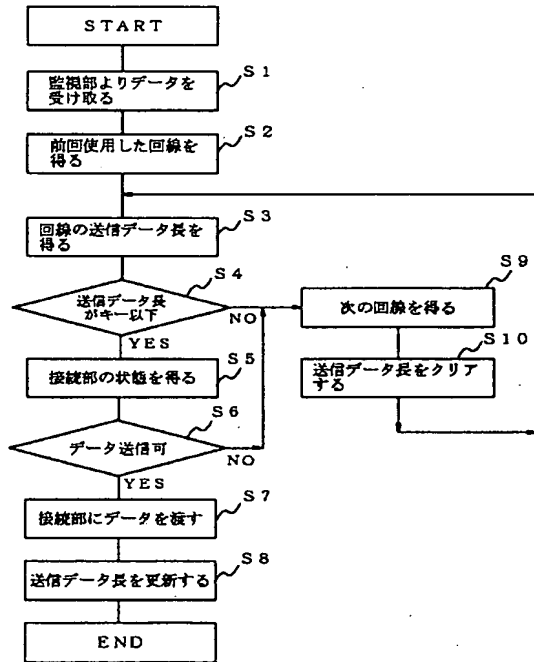 START
S1
監視部よりデータを
受け取る
S2
前回使用した回線を
得る
S3
回線の送信データ長を
得る
S4
送信データ長
がキー以下
NO
YES
S5
接続部の状態を得る
S6
データ送信可
NO
YES
S7
接続部にデータを渡す
S8
送信データ長を更新する
END
S9
次の回線を得る
S10
送信データ長をクリア
する